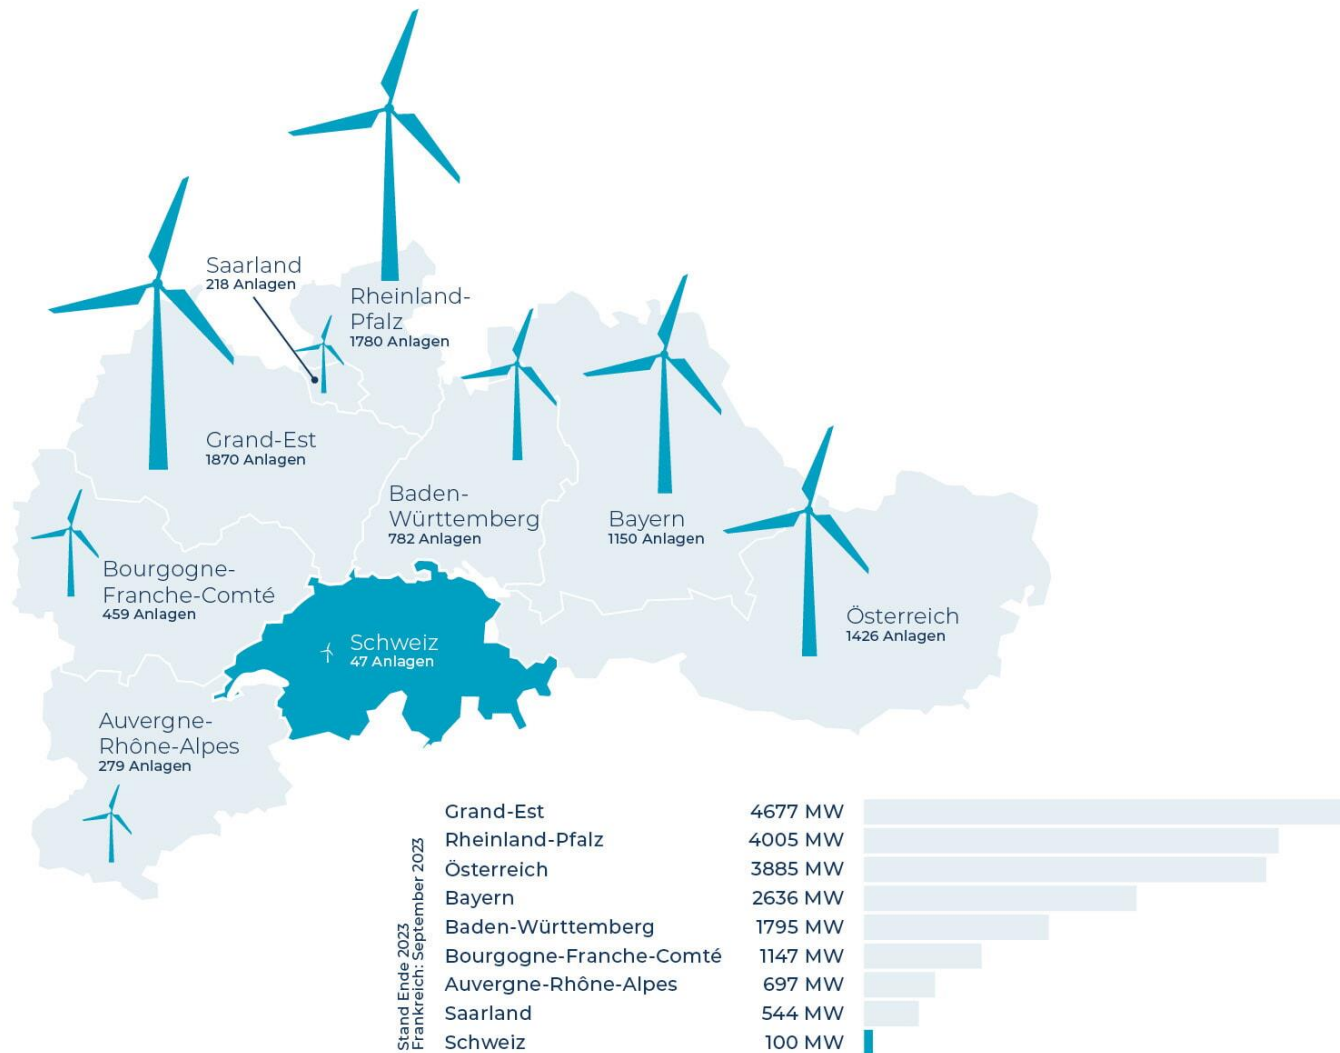 Saarland
218 Anlagen
Rheinland-
Pfalz
1780 Anlagen
Grand-Est
1870 Anlagen
Baden-
Württemberg
782 Anlagen
Bayern
1150 Anlagen
Bourgogne-
Franche-Comté
459 Anlagen
Österreich
1426 Anlagen
Schweiz
47 Anlagen
Auvergne-
Rhône-Alpes
279 Anlagen
Stand Ende 2023
Frankreich: September 2023
Grand-Est 4677 MW
Rheinland-Pfalz 4005 MW
Österreich 3885 MW
Bayern 2636 MW
Baden-Württemberg 1795 MW
Bourgogne-Franche-Comté 1147 MW
Auvergne-Rhône-Alpes 697 MW
Saarland 544 MW
Schweiz 100 MW